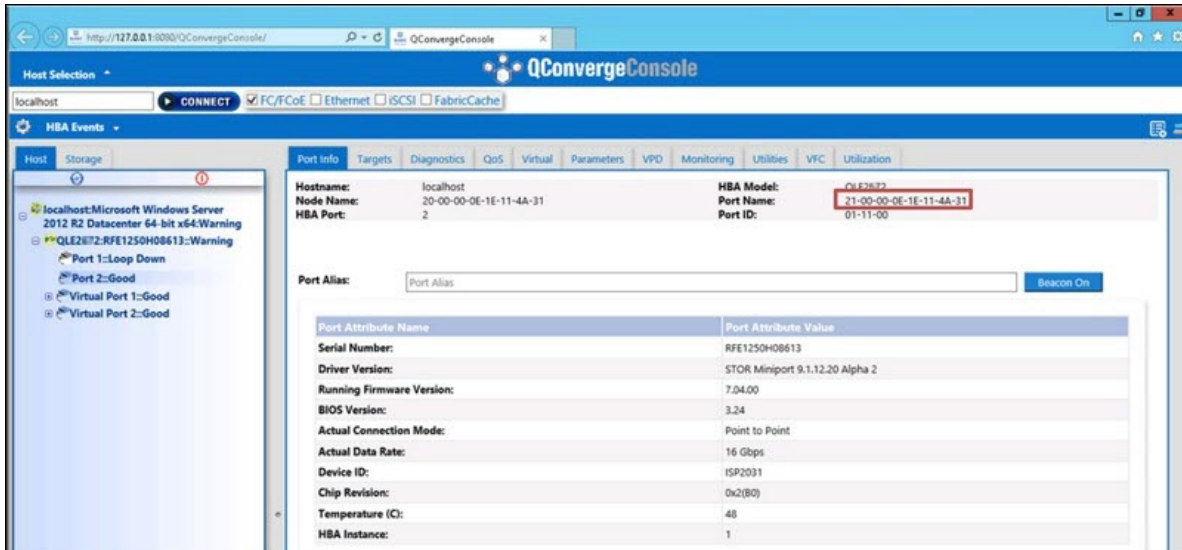 http://127.0.0.1:8080/QConvergeConsole/
QConvergeConsole
Host Selection
QConvergeConsole
localhost
CONNECT
FC/FCoE Ethernet iSCSI FabricCache
HBA Events
Host Storage
Port Info Targets Diagnostics QoS Virtual Parameters VPD Monitoring Utilities VFC Utilization
Hostname: localhost HBA Model:
Node Name: 20-00-00-0E-1E-11-4A-31 Port Name: 21-00-00-0E-1E-11-4A-31
HBA Port: 2 Port ID: 01-11-00
localhost:Microsoft Windows Server
2012 R2 Datacenter 64-bit x64:Warning
Port 1::Loop Down
Port 2::Good
Virtual Port 1::Good
Virtual Port 2::Good
Port Alias: Port Alias Beacon On
Port Attribute Name Port Attribute Value
Serial Number: RFE1250H08613
Driver Version: STOR Miniport 9.1.12.20 Alpha 2
Running Firmware Version: 7.04.00
BIOS Version: 3.24
Actual Connection Mode: Point to Point
Actual Data Rate: 16 Gbps
Device ID: ISP2031
Chip Revision: 0x2(B0)
Temperature (C): 48
HBA Instance: 1